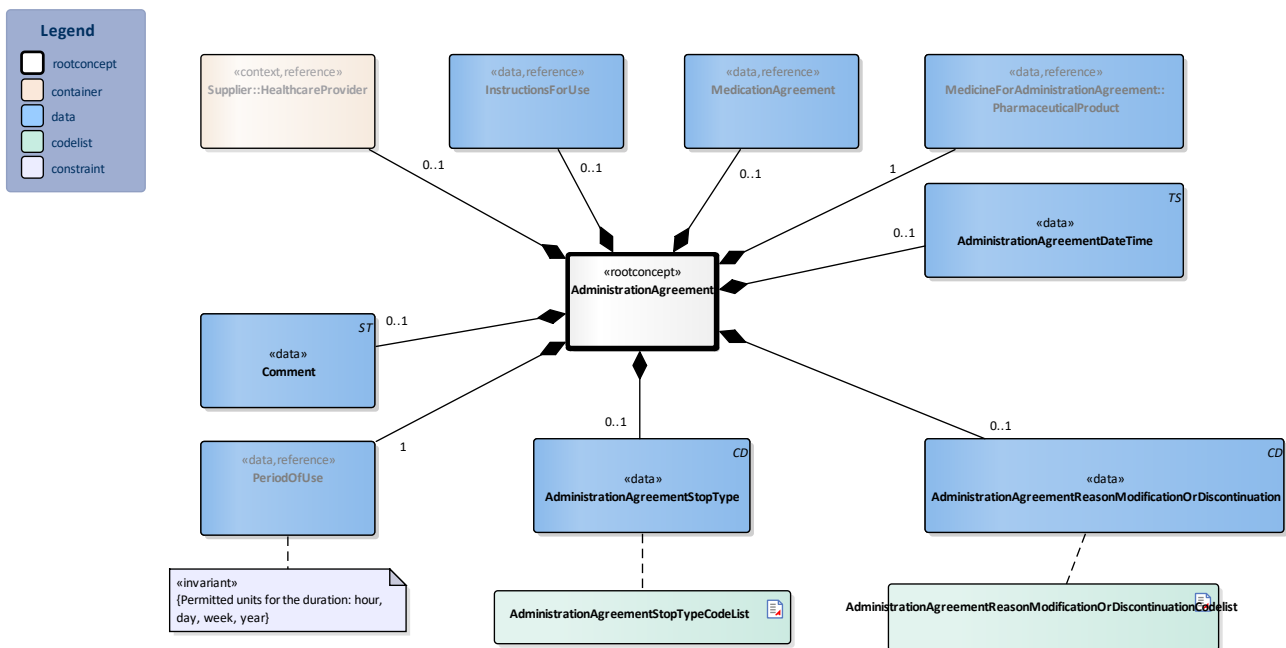 Legend
rootconcept
container
data
codelist
constraint
«context,reference»
Supplier::HealthcareProvider
«data,reference»
InstructionsForUse
«data,reference»
MedicationAgreement
«data,reference»
MedicineForAdministrationAgreement::
PharmaceuticalProduct
0..1
0..1
0..1
1
TS
«data»
AdministrationAgreementDateTime
0..1
«rootconcept»
AdministrationAgreement
ST
«data»
Comment
0..1
«data,reference»
PeriodOfUse
1
CD
«data»
AdministrationAgreementStopType
0..1
CD
«data»
AdministrationAgreementReasonModificationOrDiscontinuation
0..1
«invariant»
{Permitted units for the duration: hour,
day, week, year}
AdministrationAgreementStopTypeCodeList
AdministrationAgreementReasonModificationOrDiscontinuationCodelist